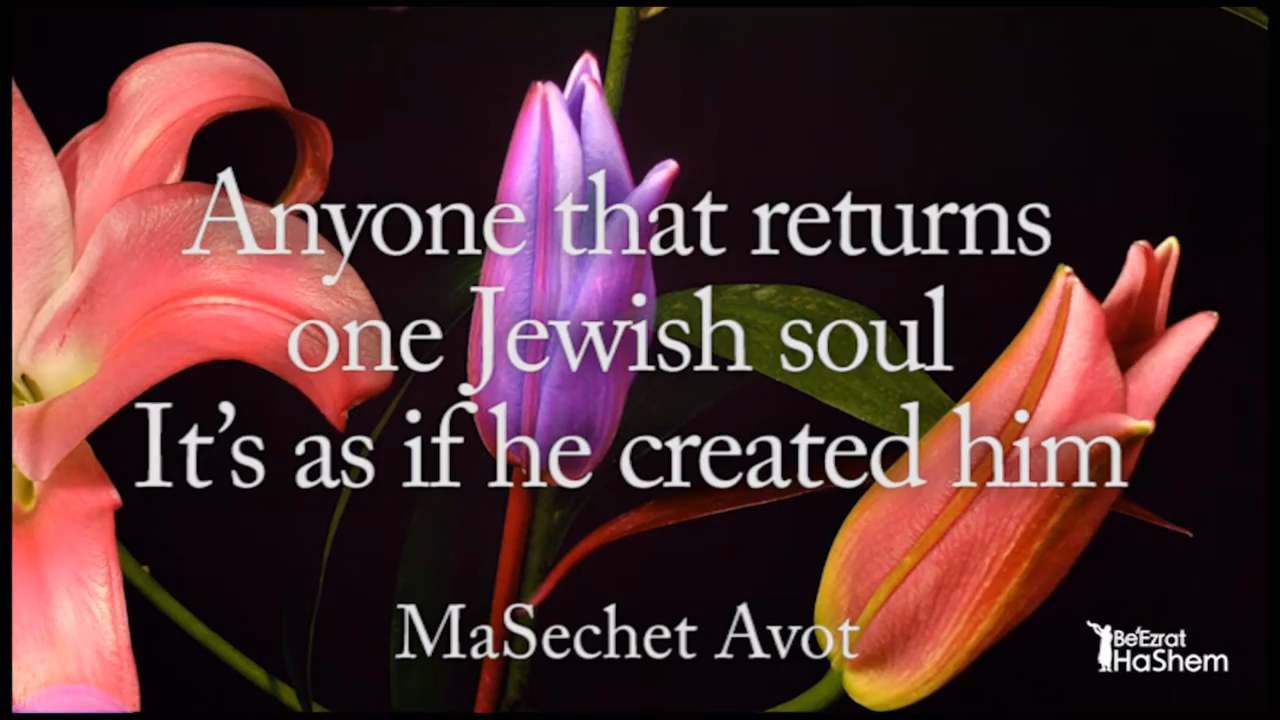 Anyone that returns
one Jewish soul
It’s as if he created him
MaSechet Avot
Be'Ezrat
HaShem